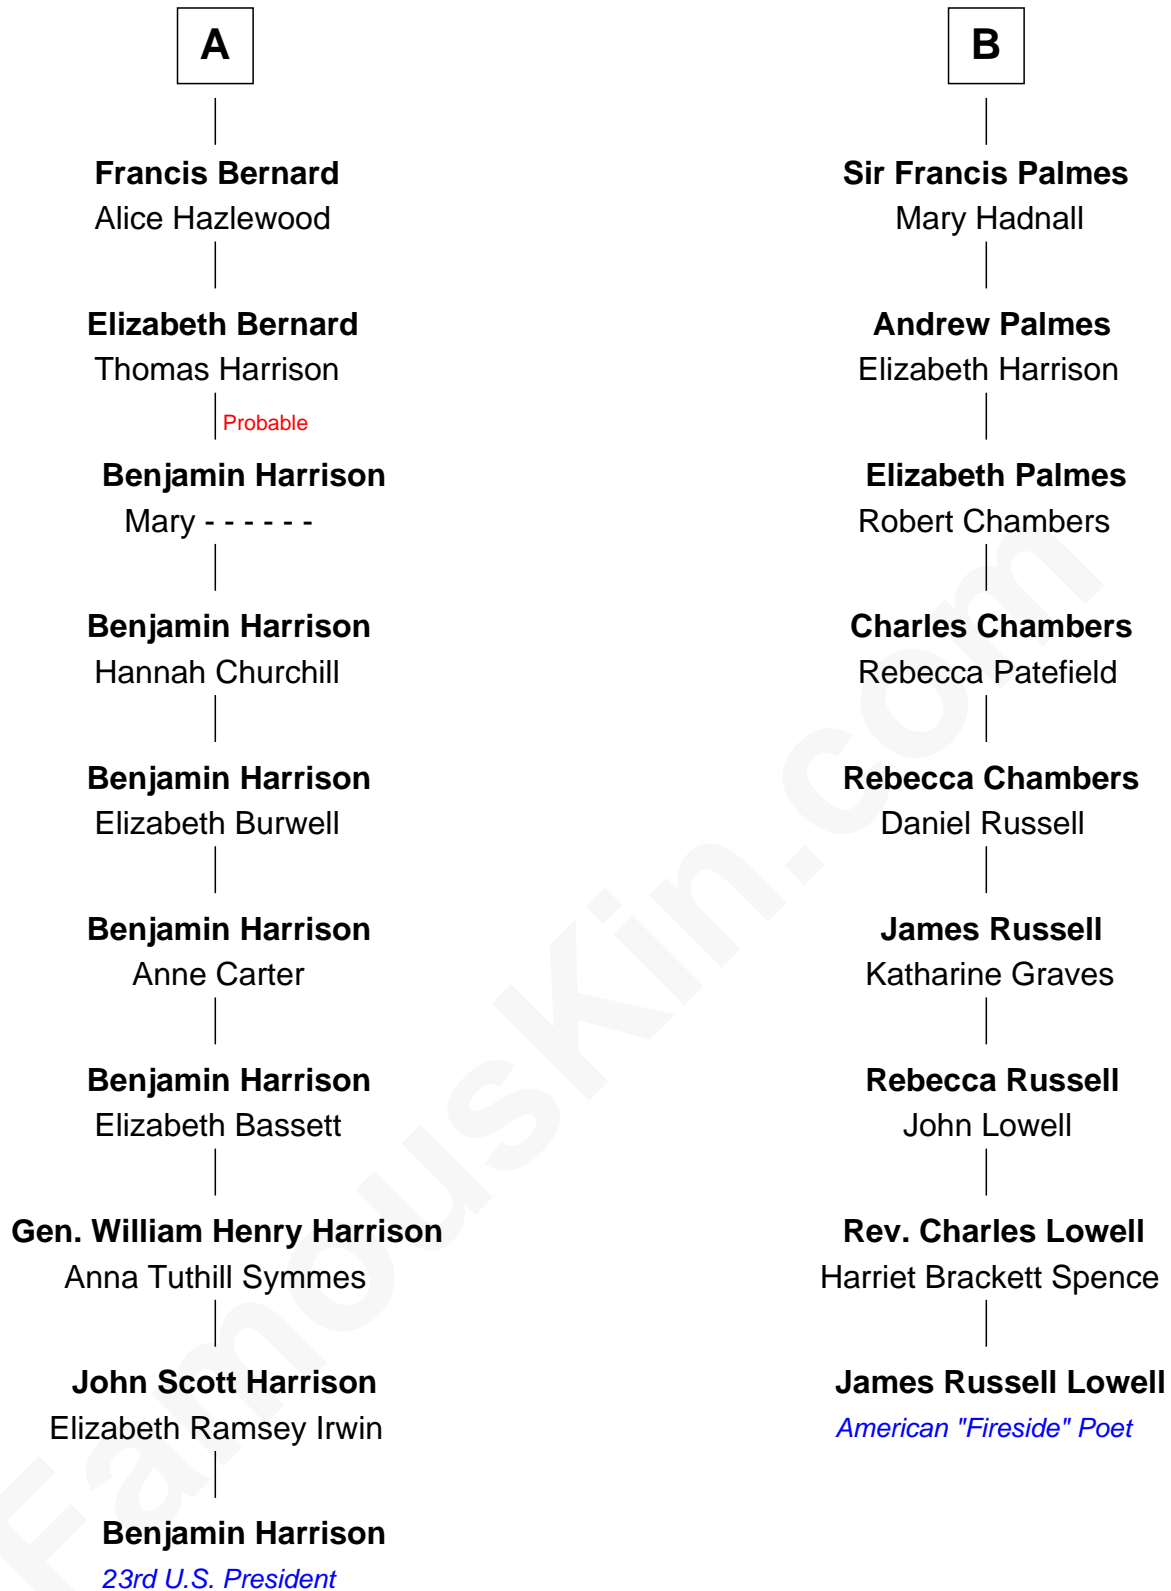 A
Francis Bernard
Alice Hazlewood
Elizabeth Bernard
Thomas Harrison
Probable
Benjamin Harrison
Mary - - - - - -
Benjamin Harrison
Hannah Churchill
Benjamin Harrison
Elizabeth Burwell
Benjamin Harrison
Anne Carter
Benjamin Harrison
Elizabeth Bassett
Gen. William Henry Harrison
Anna Tuthill Symmes
John Scott Harrison
Elizabeth Ramsey Irwin
Benjamin Harrison
23rd U.S. President
B
Sir Francis Palmes
Mary Hadnall
Andrew Palmes
Elizabeth Harrison
Elizabeth Palmes
Robert Chambers
Charles Chambers
Rebecca Patefield
Rebecca Chambers
Daniel Russell
James Russell
Katharine Graves
Rebecca Russell
John Lowell
Rev. Charles Lowell
Harriet Brackett Spence
James Russell Lowell
American "Fireside" Poet
FamousKin.com